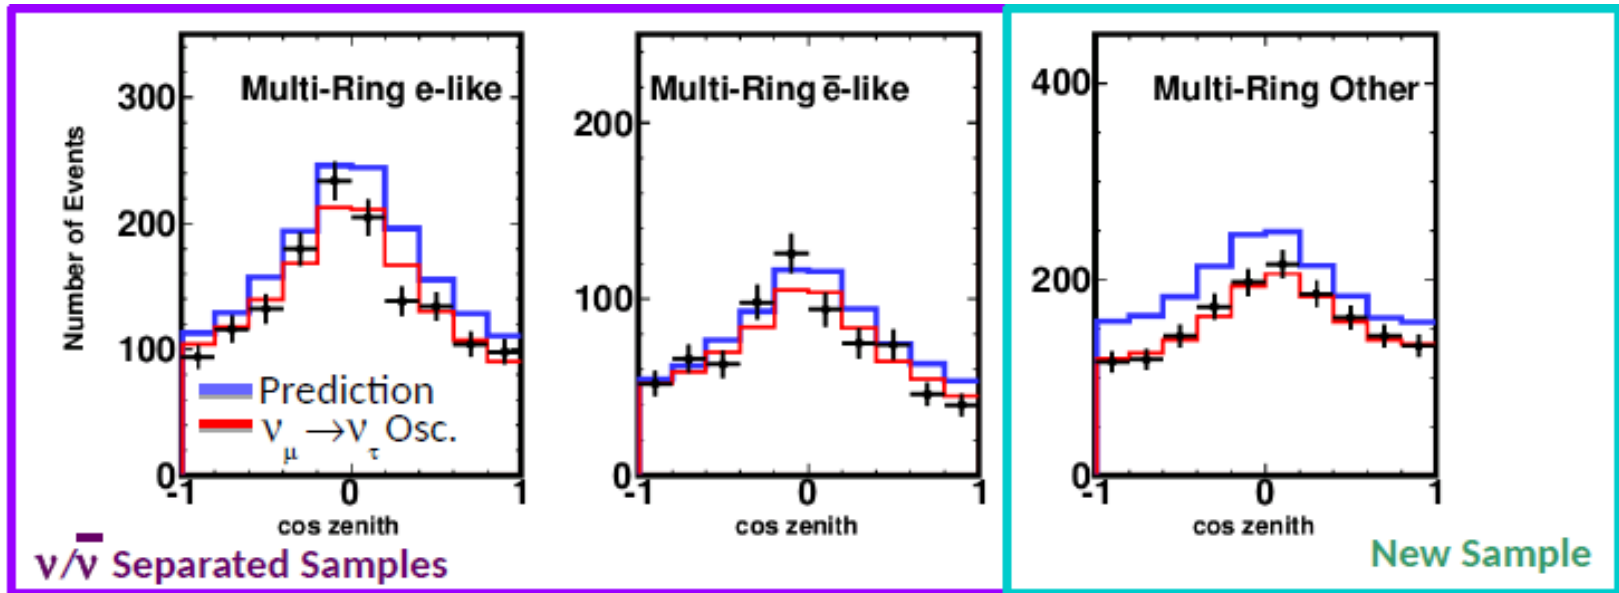 Multi-Ring e-like
Number of Events
300
200
100
0
-1
0
1
cos zenith
Prediction
ν_μ → ν_τ Osc.
Multi-Ring ē-like
200
100
0
-1
0
1
cos zenith
ν/ν̅ Separated Samples
Multi-Ring Other
400
200
0
-1
0
1
cos zenith
New Sample